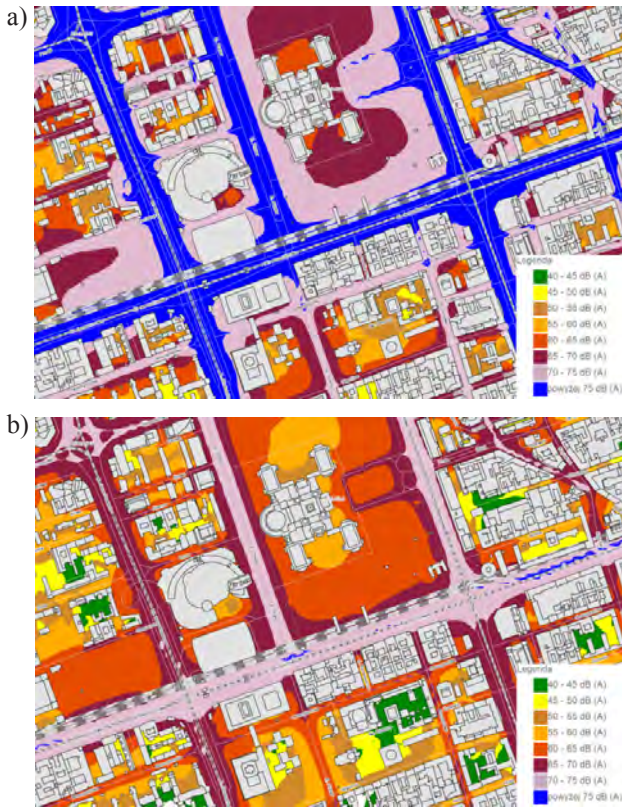 a)
Legenda
40 - 45 dB (A)
45 - 50 dB (A)
50 - 55 dB (A)
55 - 60 dB (A)
60 - 65 dB (A)
65 - 70 dB (A)
70 - 75 dB (A)
powyżej 75 dB (A)
b)
Legenda
40 - 45 dB (A)
45 - 50 dB (A)
50 - 55 dB (A)
55 - 60 dB (A)
60 - 65 dB (A)
65 - 70 dB (A)
70 - 75 dB (A)
powyżej 75 dB (A)